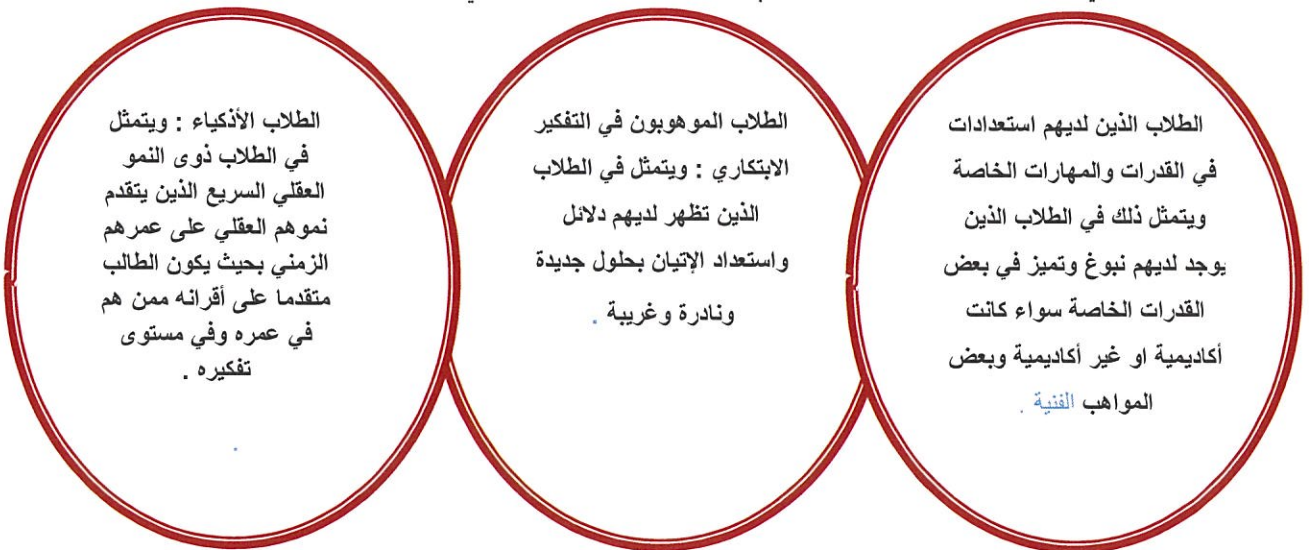 الطلاب الذين لديهم استعدادات
في القدرات والمهارات الخاصة
ويتمثل ذلك في الطلاب الذين
يوجد لديهم نبوغ وتميز في بعض
القدرات الخاصة سواء كانت
أكاديمية او غير أكاديمية وبعض
المواهب الفنية .
الطلاب الموهوبون في التفكير
الابتكاري : ويتمثل في الطلاب
الذين تظهر لديهم دلائل
واستعداد الإتيان بحلول جديدة
ونادرة وغريبة .
الطلاب الأذكياء : ويتمثل
في الطلاب ذوى النمو
العقلي السريع الذين يتقدم
نموهم العقلي على عمرهم
الزمني بحيث يكون الطالب
متقدما على أقرانه ممن هم
في عمره وفي مستوى
تفكيره .
.